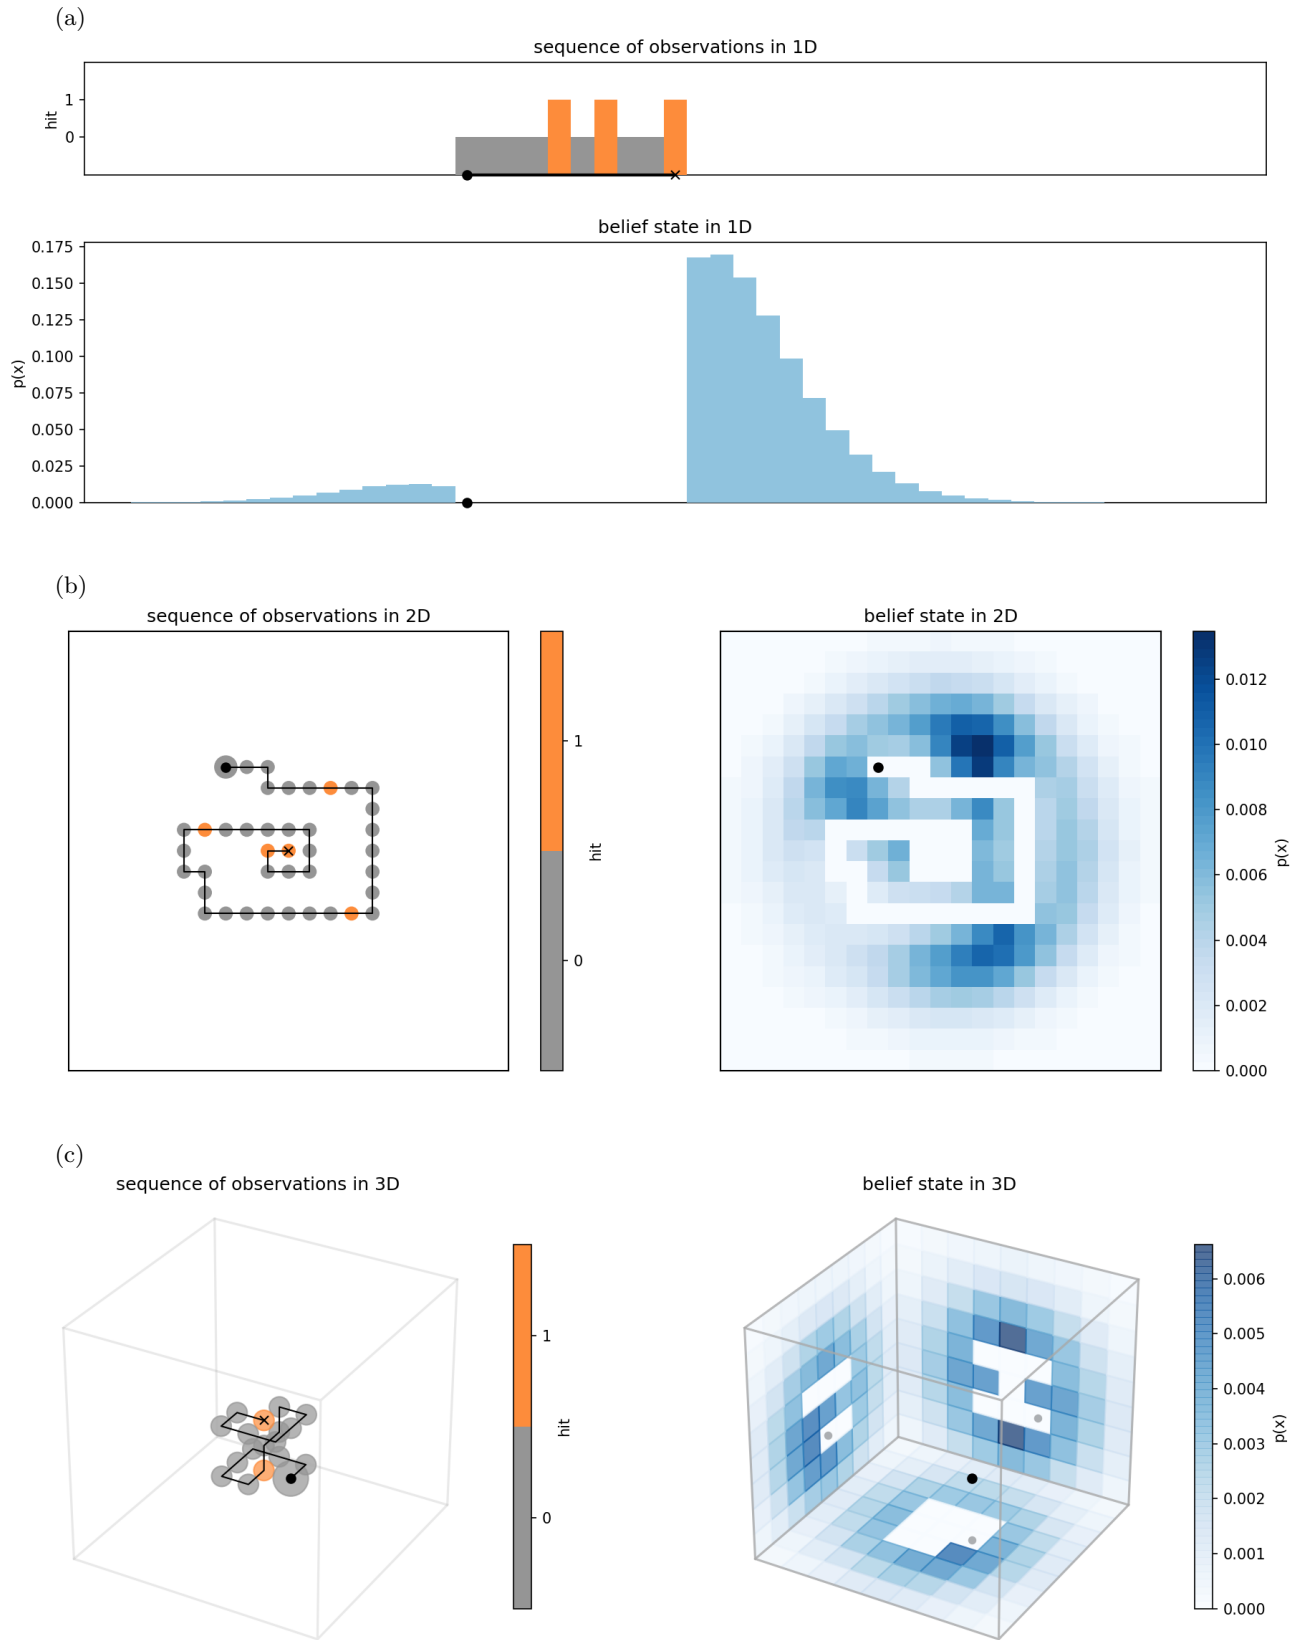 (a)
sequence of observations in 1D
hit
1
0
belief state in 1D
p(x)
0.175
0.150
0.125
0.100
0.075
0.050
0.025
0.000
(b)
sequence of observations in 2D
1
0
hit
belief state in 2D
0.012
0.010
0.008
0.006
0.004
0.002
0.000
p(x)
(c)
sequence of observations in 3D
1
0
hit
belief state in 3D
0.006
0.005
0.004
0.003
0.002
0.001
0.000
p(x)